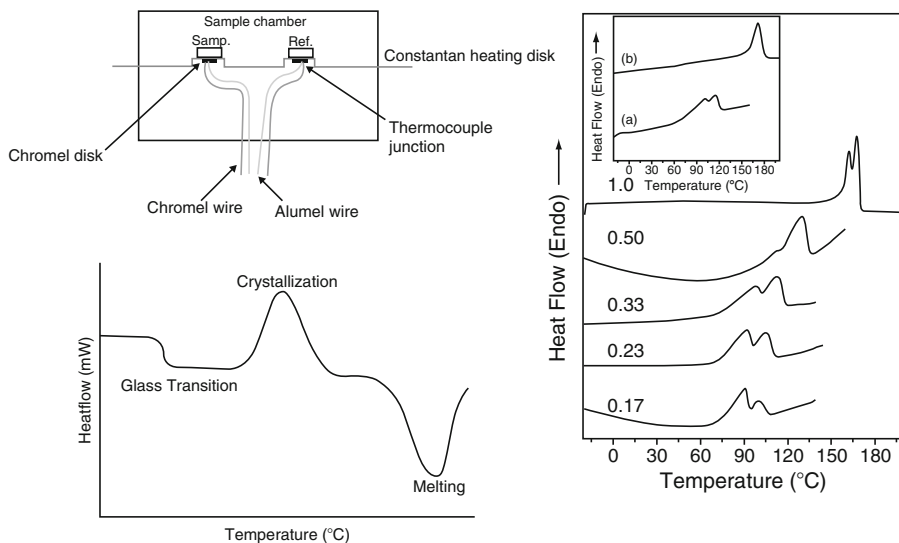 Sample chamber
Samp.
Ref.
Constantan heating disk
Thermocouple
junction
Chromel disk
Chromel wire
Alumel wire
Crystallization
Glass Transition
Melting
Heatflow (mW)
Temperature (°C)
(b)
(a)
Heat Flow (Endo)
0 30 60 90 120 150 180
Temperature (°C)
1.0
0.50
0.33
0.23
0.17
Heat Flow (Endo)
0 30 60 90 120 150 180
Temperature (°C)